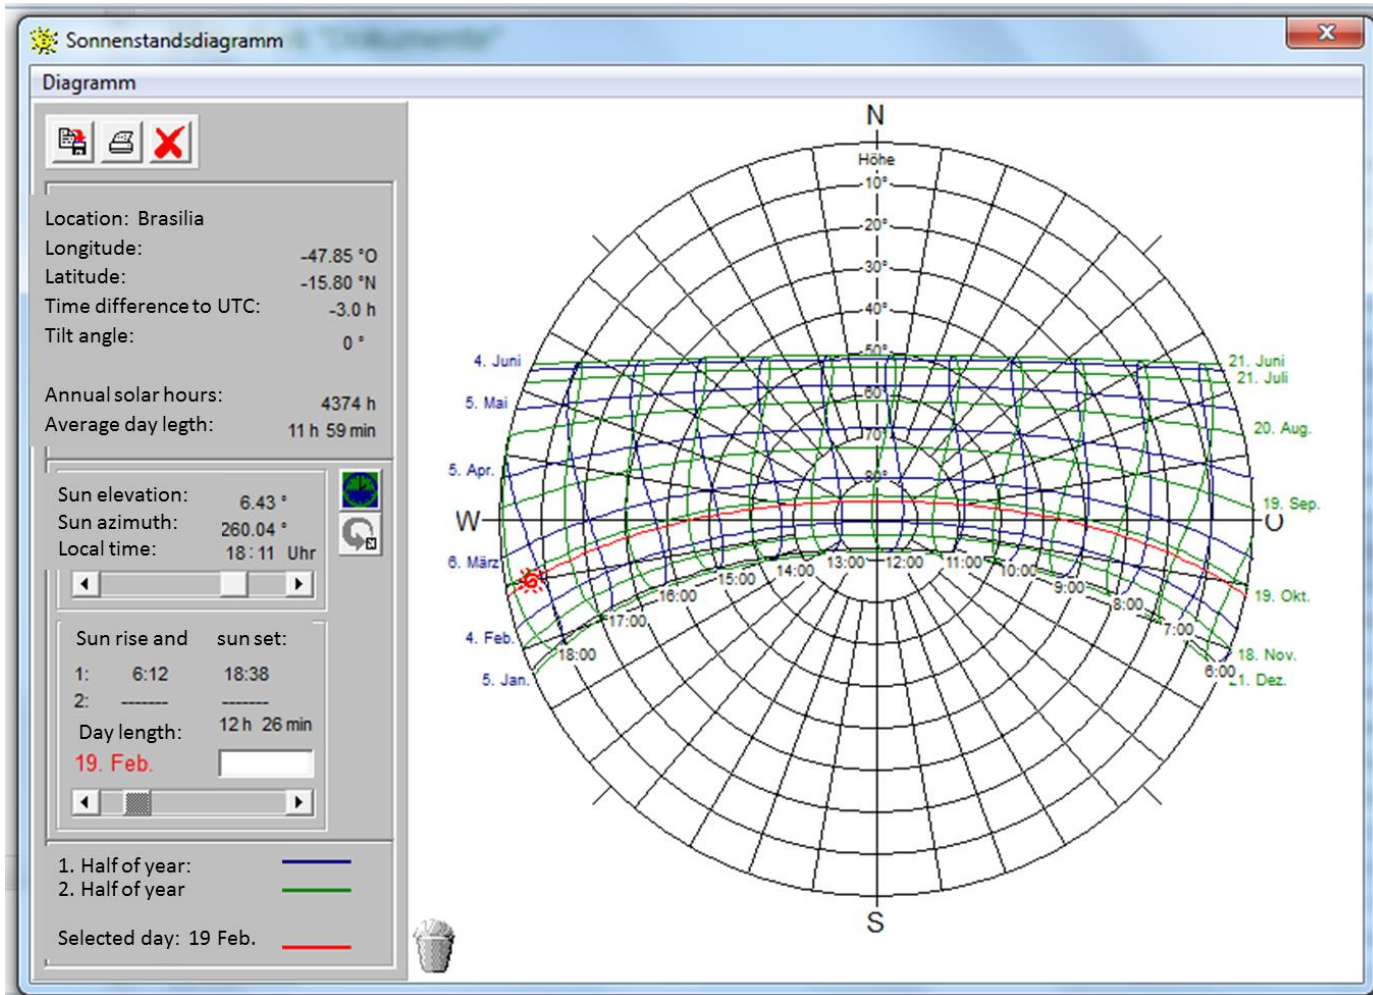 "Dokumente"
Sonnenstandsdiagramm
X
Diagramm
Location: Brasilia
Longitude: -47.85 °O
Latitude: -15.80 °N
Time difference to UTC: -3.0 h
Tilt angle: 0 °
Annual solar hours: 4374 h
Average day legth: 11 h 59 min
Sun elevation: 6.43 °
Sun azimuth: 260.04 °
Local time: 18:11 Uhr
Sun rise and sun set:
1: 6:12 18:38
2: ------- -------
Day length: 12 h 26 min
19. Feb.
1. Half of year:
2. Half of year
Selected day: 19 Feb.
N
Höhe
10°
20°
30°
40°
50°
60°
70°
80°
4. Juni
5. Mai
5. Apr.
W
6. März
4. Feb.
5. Jan.
21. Juni
21. Juli
20. Aug.
19. Sep.
O
19. Okt.
18. Nov.
21. Dez.
18:00
17:00
16:00
15:00
14:00
13:00
12:00
11:00
10:00
9:00
8:00
7:00
6:00
S